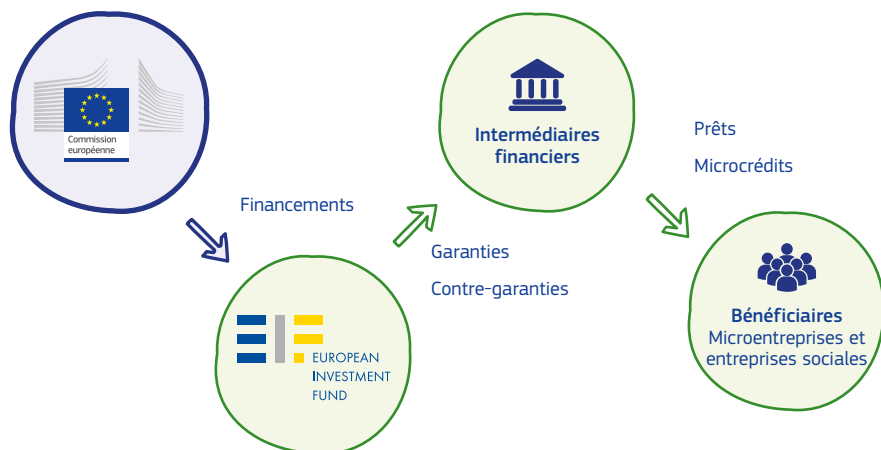 Commission
européenne
Financements
EUROPEAN
INVESTMENT
FUND
Garanties
Contre-garanties
Intermédiaires
financiers
Prêts
Microcrédits
Bénéficiaires
Microentreprises et
entreprises sociales